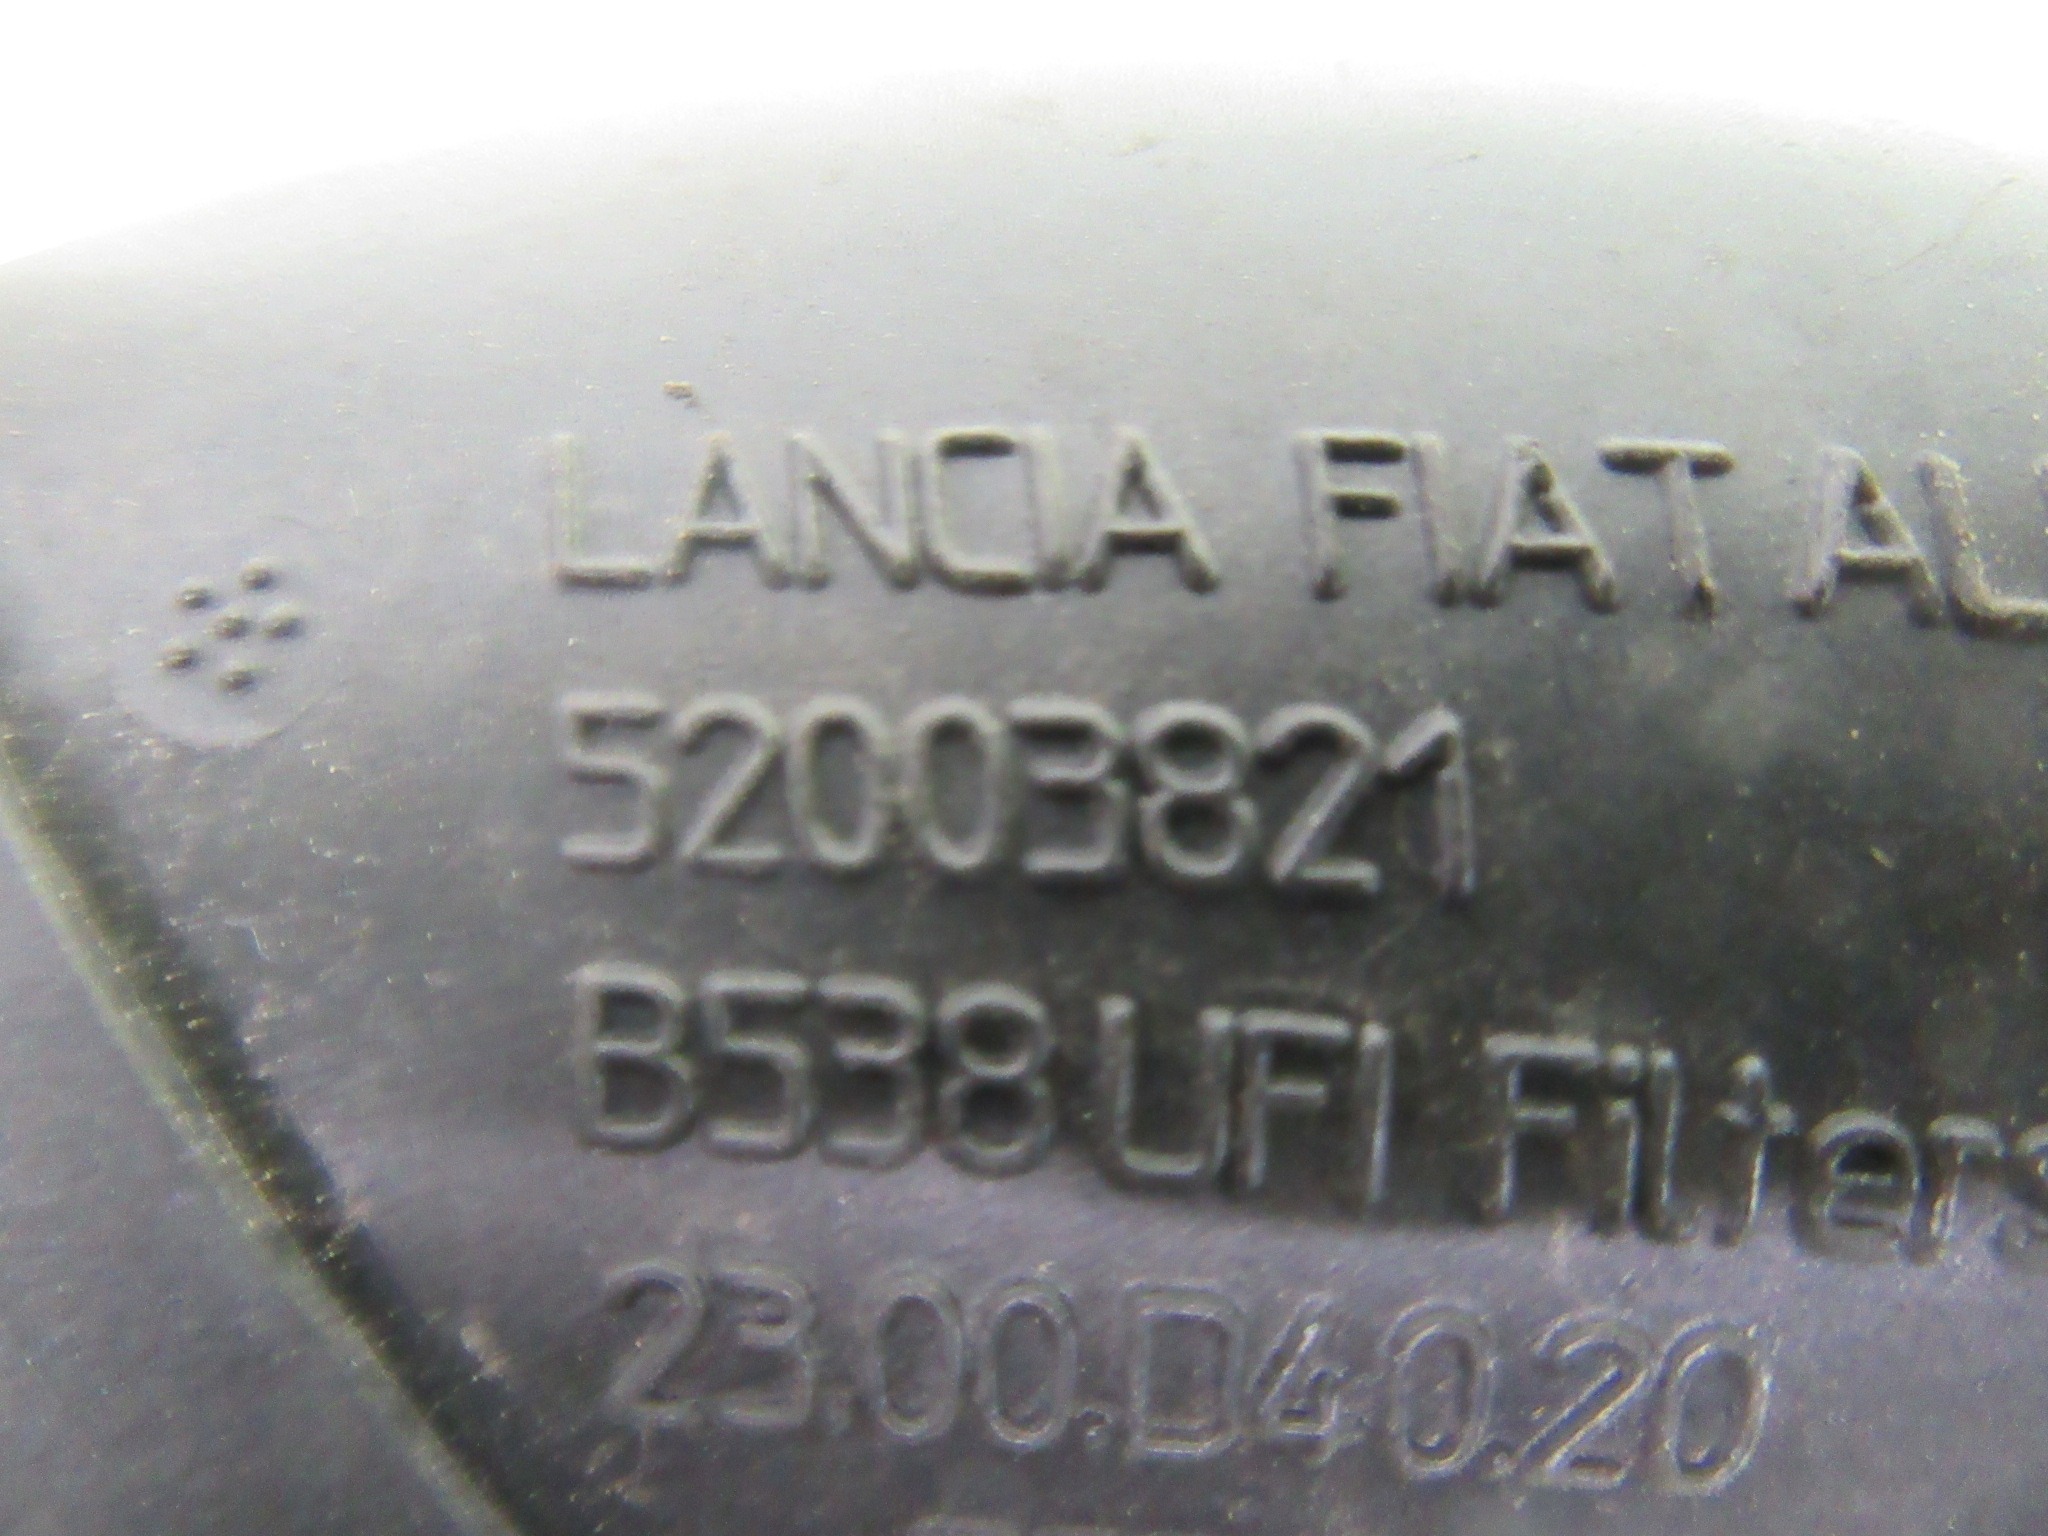 LANCIA FIAT AL
52003821
B538 UFI Filters
23.00.D40.20